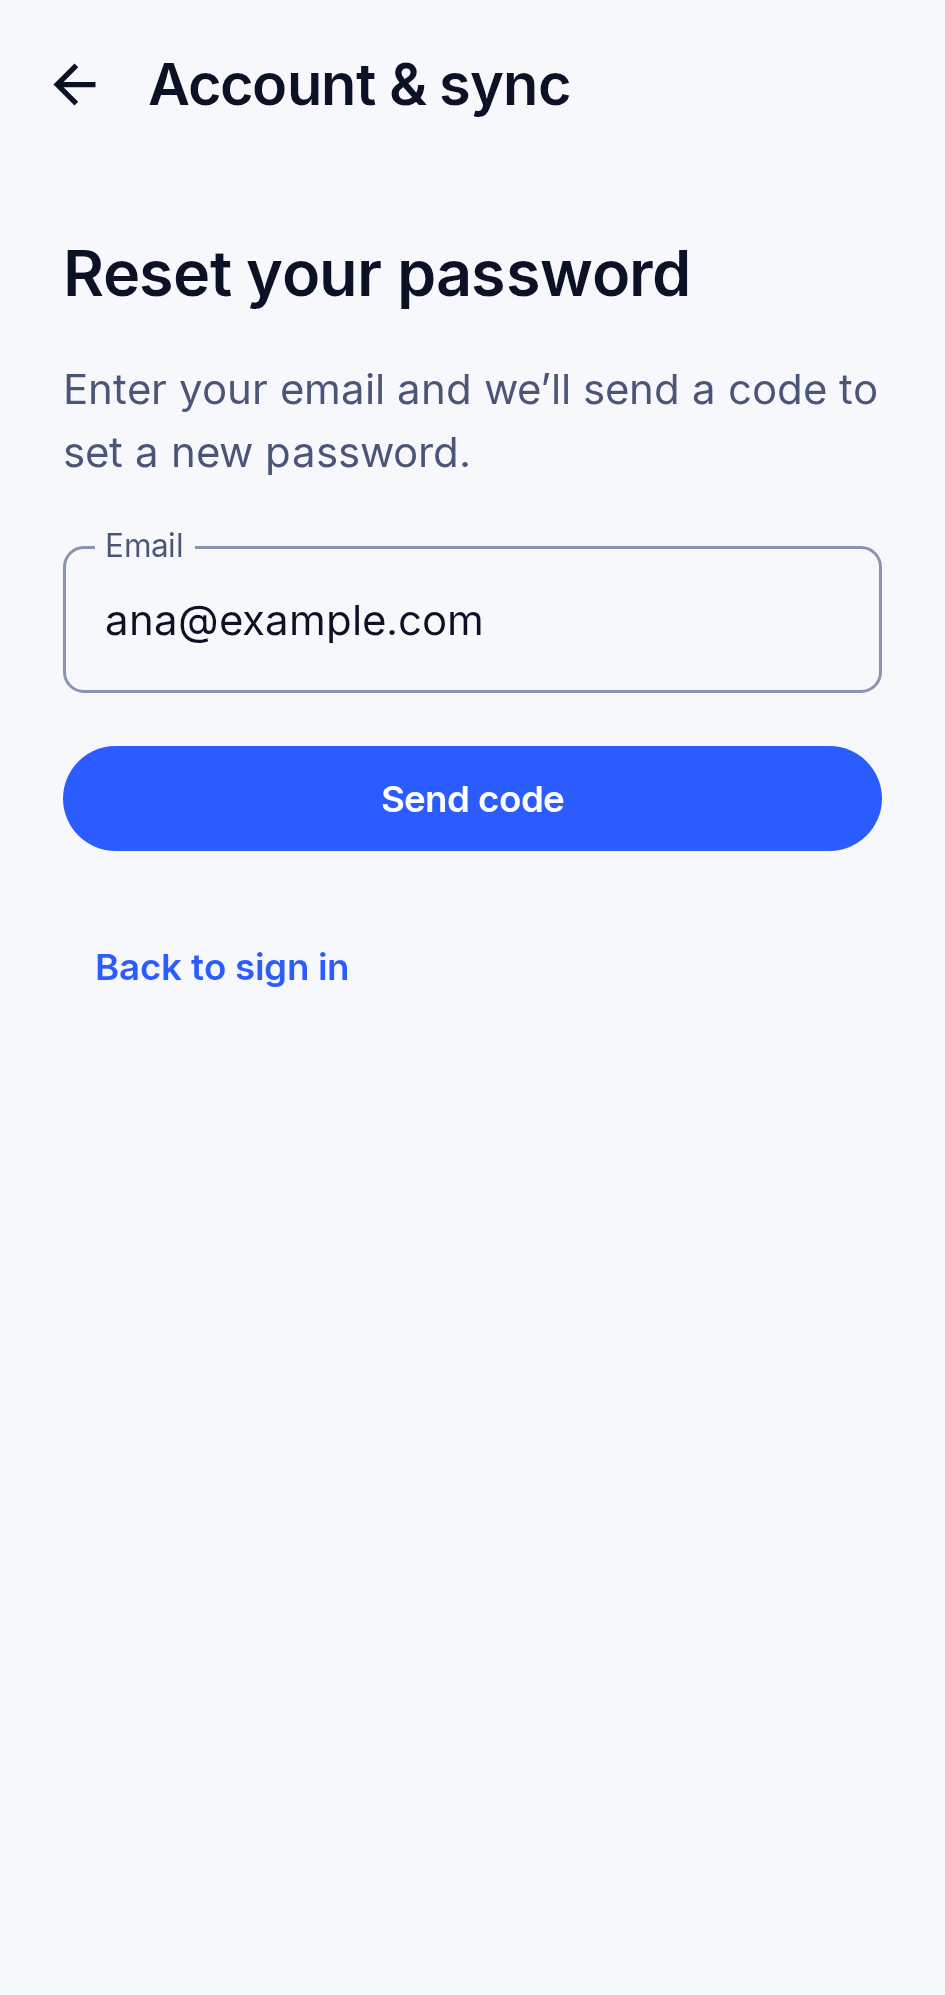 Account & sync
Reset your password
Enter your email and we’ll send a code to
set a new password.
Email
ana@example.com
Send code
Back to sign in